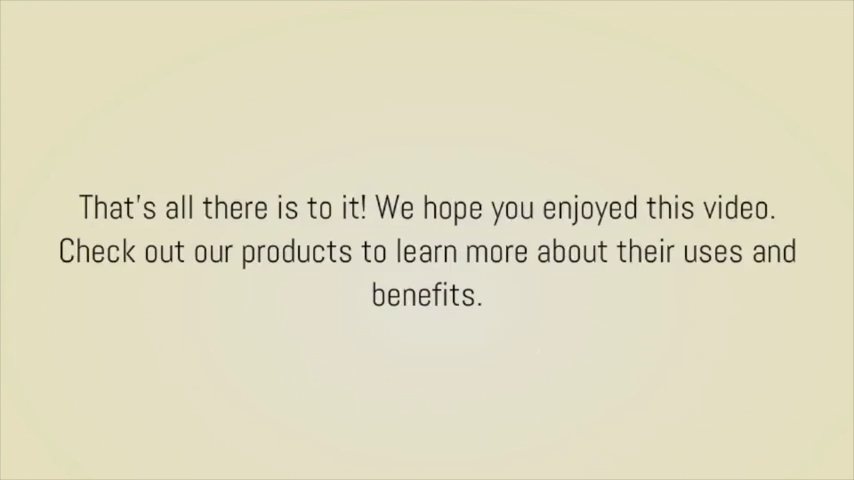 That's all there is to it! We hope you enjoyed this video.
Check out our products to learn more about their uses and
benefits.